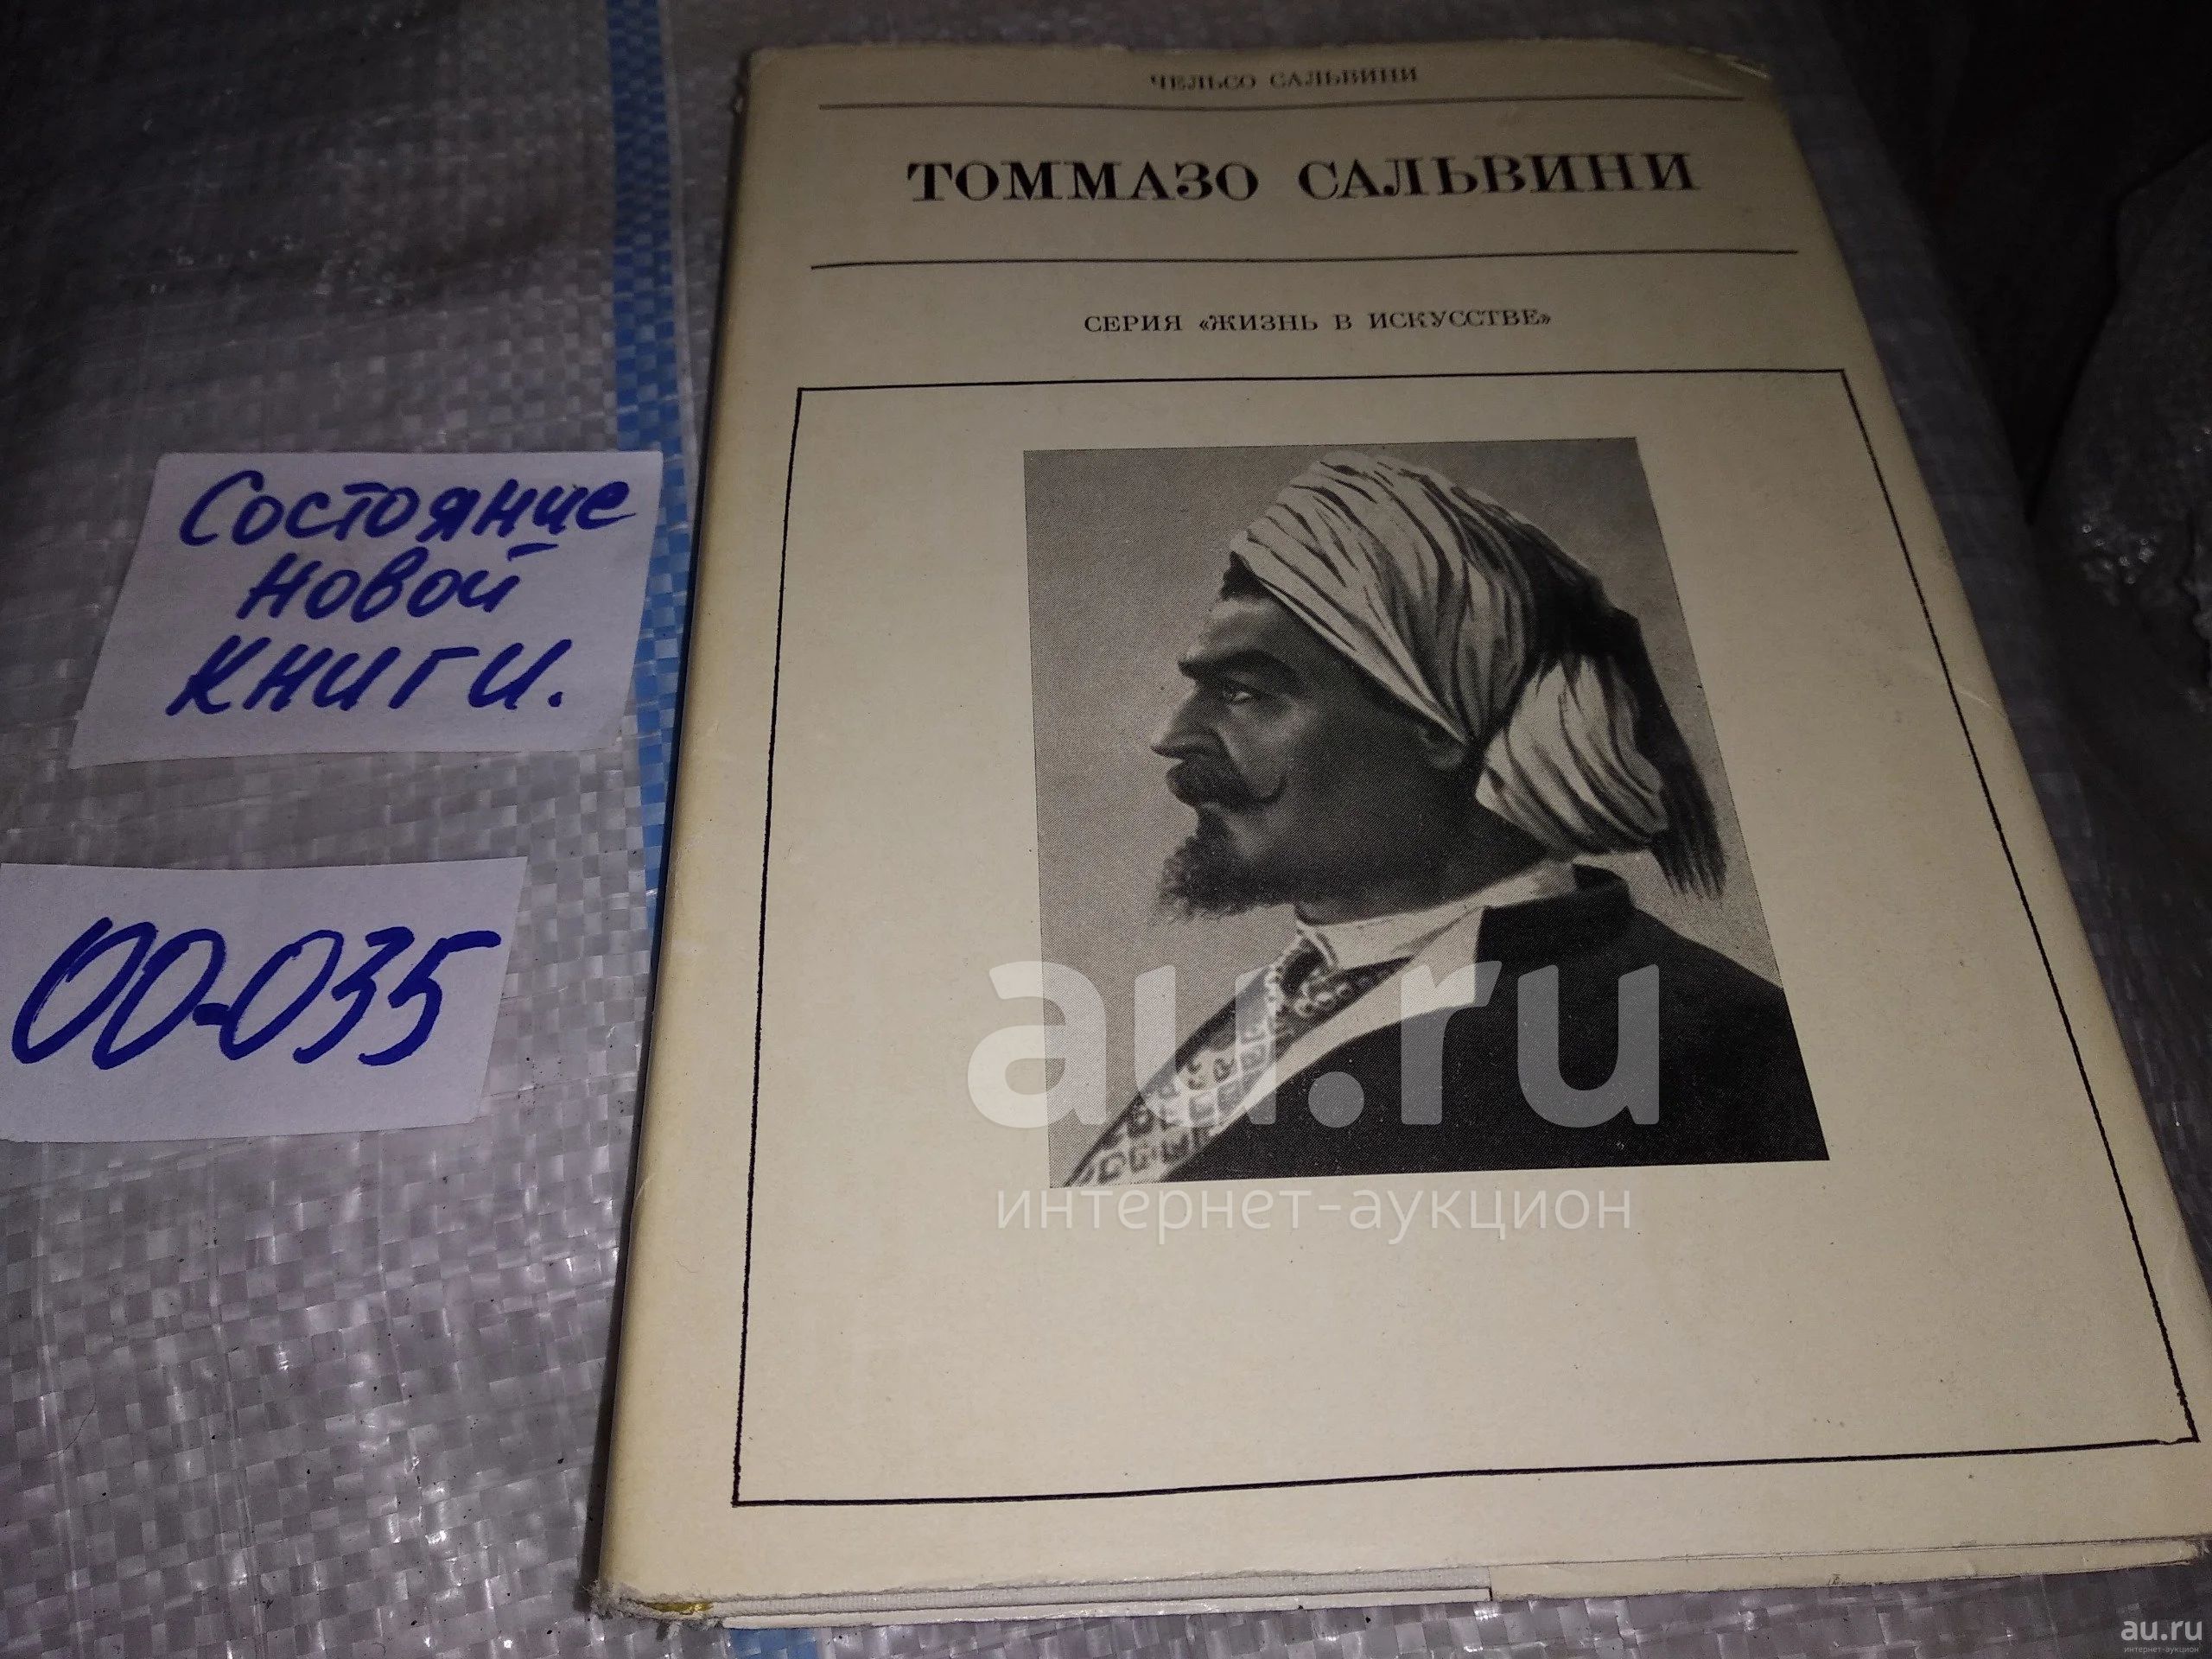 ЧЕЛЬСО САЛЬВИНИ
ТОММАЗО САЛЬВИНИ
СЕРИЯ «ЖИЗНЬ В ИСКУССТВЕ»
Состояние
новой
книги.
00-035
au.ru
интернет-аукцион
au.ru
интернет-аукцион